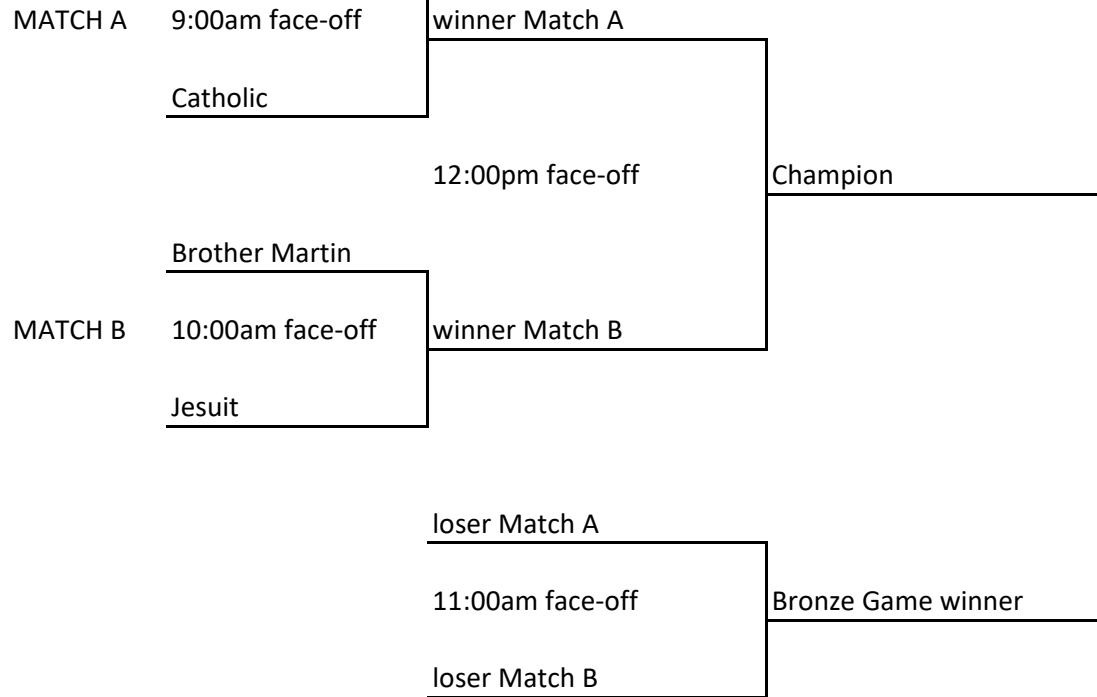 MATCH A 9:00am face-off winner Match A
Catholic
12:00pm face-off Champion
Brother Martin
MATCH B 10:00am face-off winner Match B
Jesuit
loser Match A
11:00am face-off Bronze Game winner
loser Match B